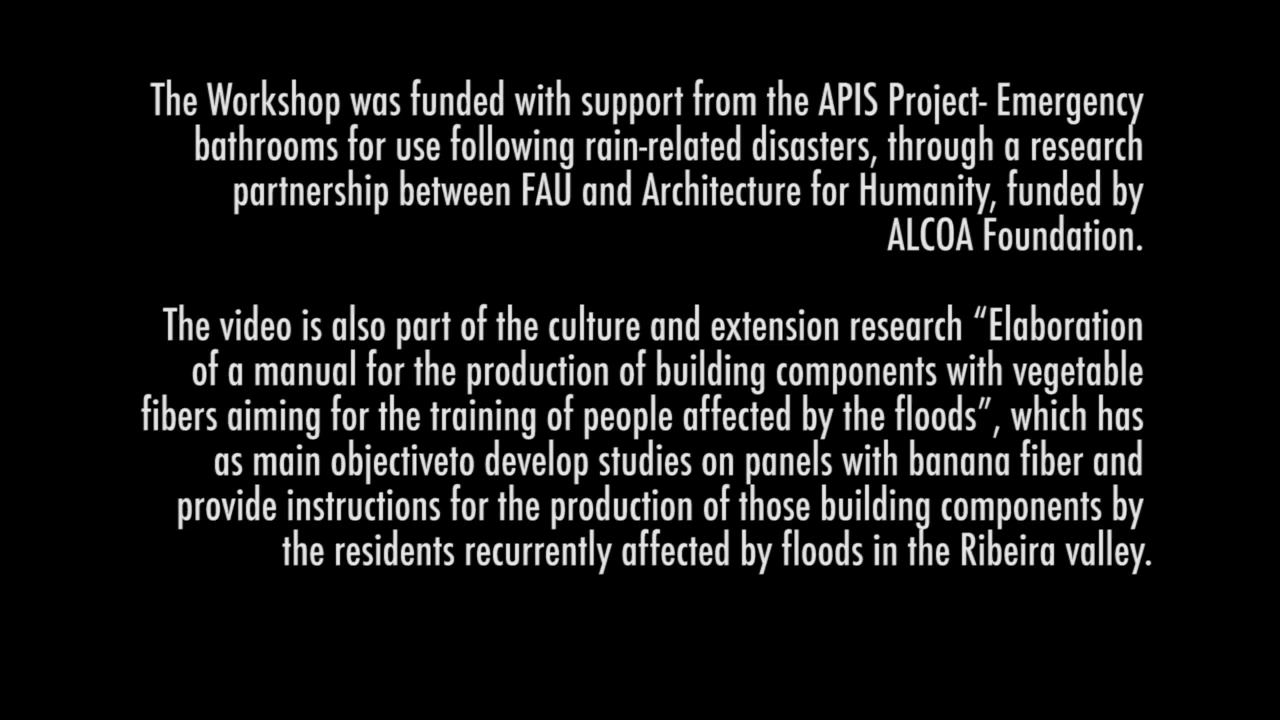 The Workshop was funded with support from the APIS Project- Emergency
bathrooms for use following rain-related disasters, through a research
partnership between FAU and Architecture for Humanity, funded by
ALCOA Foundation.
The video is also part of the culture and extension research “Elaboration
of a manual for the production of building components with vegetable
fibers aiming for the training of people affected by the floods”, which has
as main objectiveto develop studies on panels with banana fiber and
provide instructions for the production of those building components by
the residents recurrently affected by floods in the Ribeira valley.